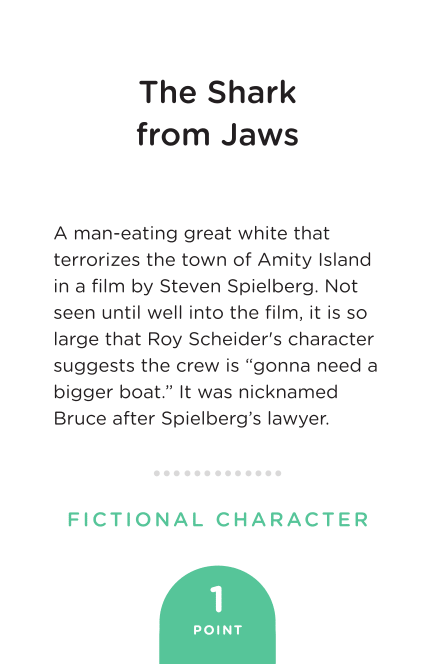 The Shark
from Jaws
A man-eating great white that
terrorizes the town of Amity Island
in a film by Steven Spielberg. Not
seen until well into the film, it is so
large that Roy Scheider's character
suggests the crew is “gonna need a
bigger boat.” It was nicknamed
Bruce after Spielberg’s lawyer.
FICTIONAL CHARACTER
1
POINT